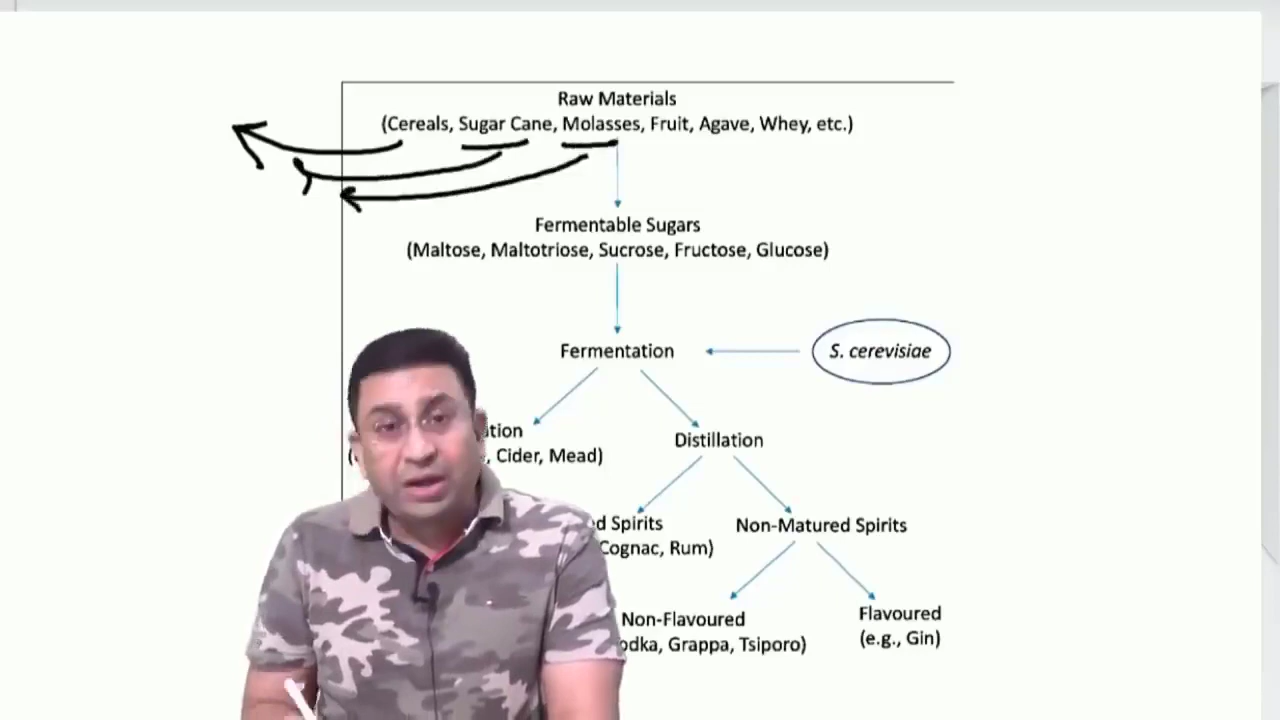 Raw Materials
(Cereals, Sugar Cane, Molasses, Fruit, Agave, Whey, etc.)
Fermentable Sugars
(Maltose, Maltotriose, Sucrose, Fructose, Glucose)
Fermentation
S. cerevisiae
Distillation
Cider, Mead)
Spirits
Non-Matured Spirits
Cognac, Rum)
Non-Flavoured
Flavoured
Grappa, Tsiporo)
(e.g., Gin)